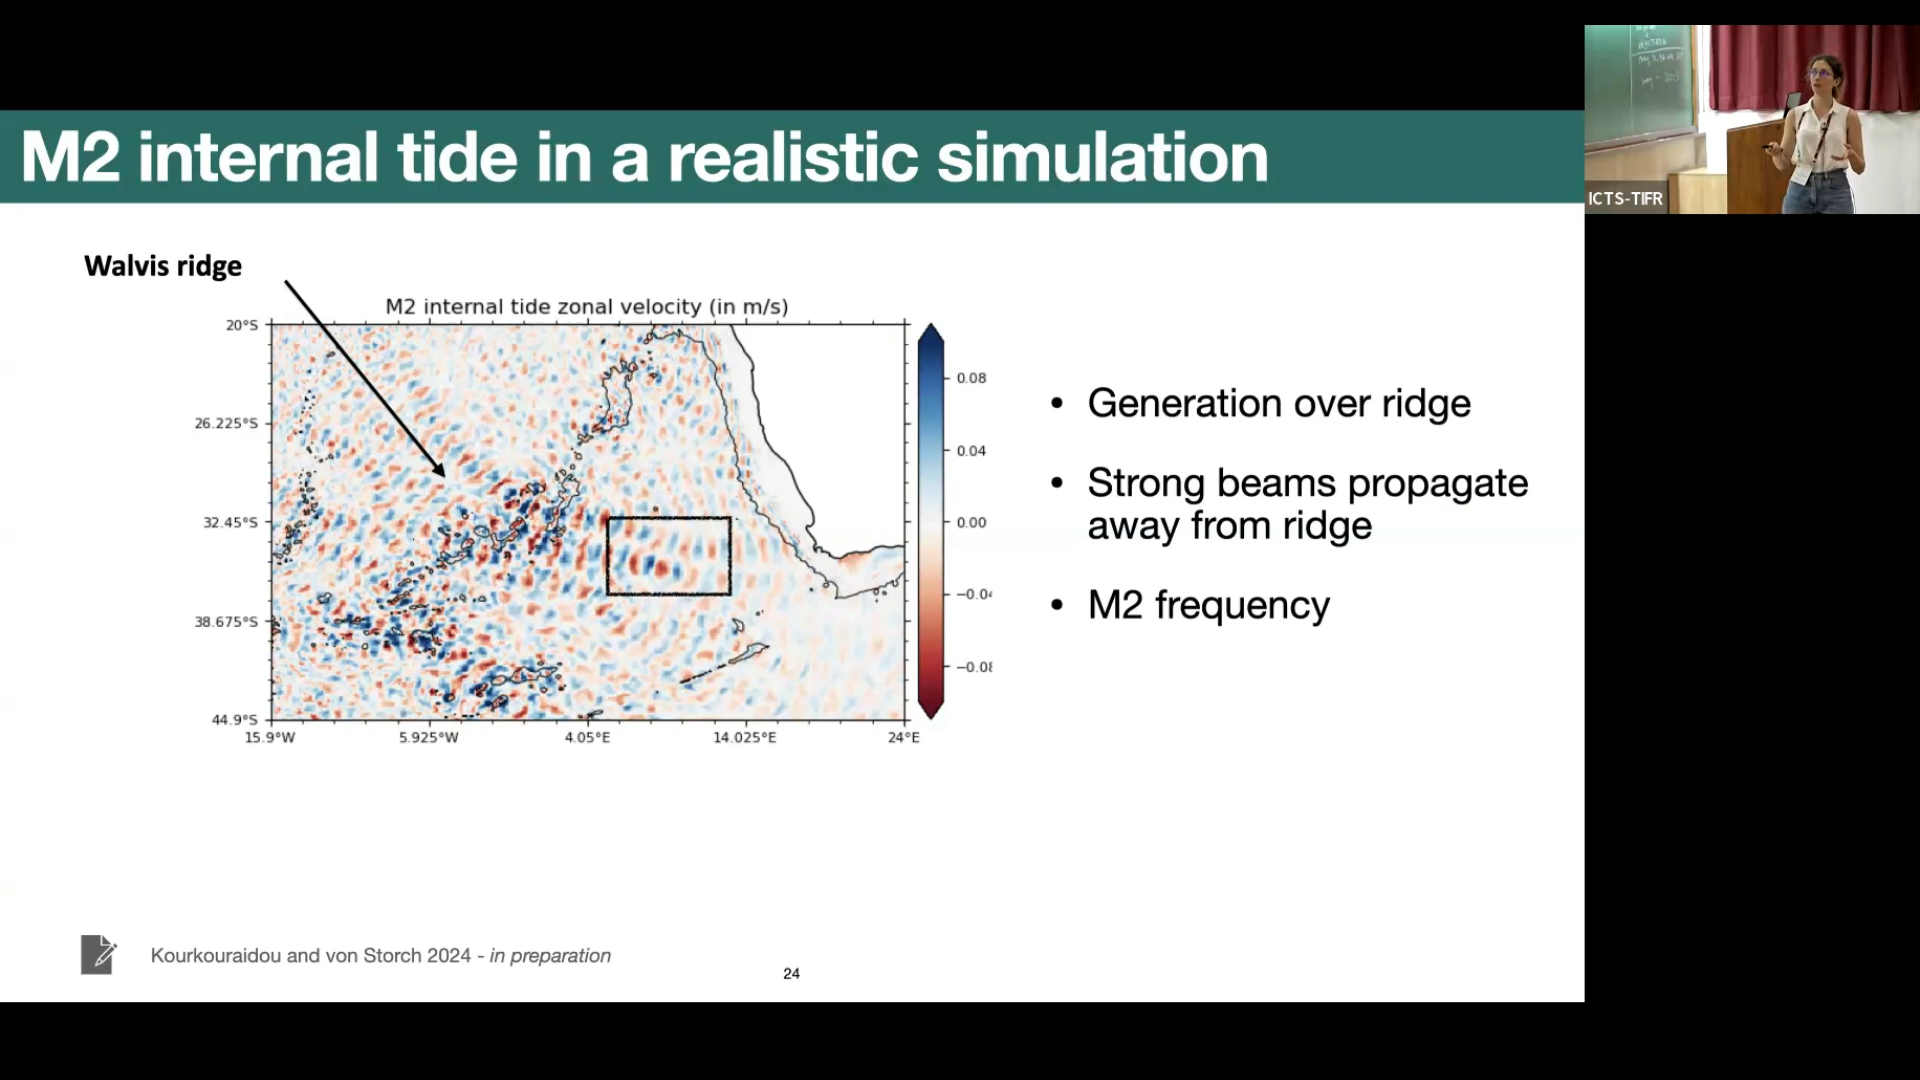 M2 internal tide in a realistic simulation
ICTS-TIFR
Walvis ridge
M2 internal tide zonal velocity (in m/s)
20°S
26.225°S
32.45°S
38.675°S
44.9°S
15.9°W
5.925°W
4.05°E
14.025°E
24°E
0.08
0.04
0.00
−0.04
−0.08
• Generation over ridge
• Strong beams propagate
away from ridge
• M2 frequency
Kourkouraidou and von Storch 2024 - in preparation
24